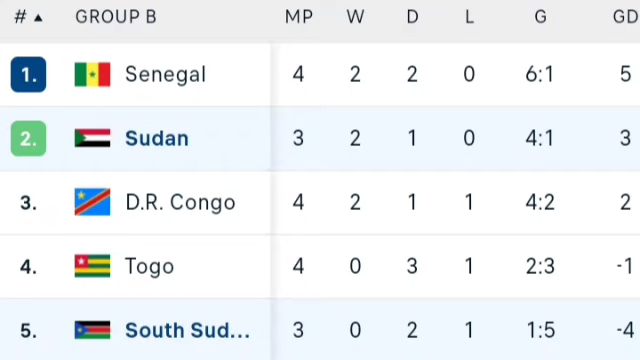 # ▲ GROUP B MP W D L G GD
1. Senegal 4 2 2 0 6:1 5
2. Sudan 3 2 1 0 4:1 3
3. D.R. Congo 4 2 1 1 4:2 2
4. Togo 4 0 3 1 2:3 -1
5. South Sud... 3 0 2 1 1:5 -4